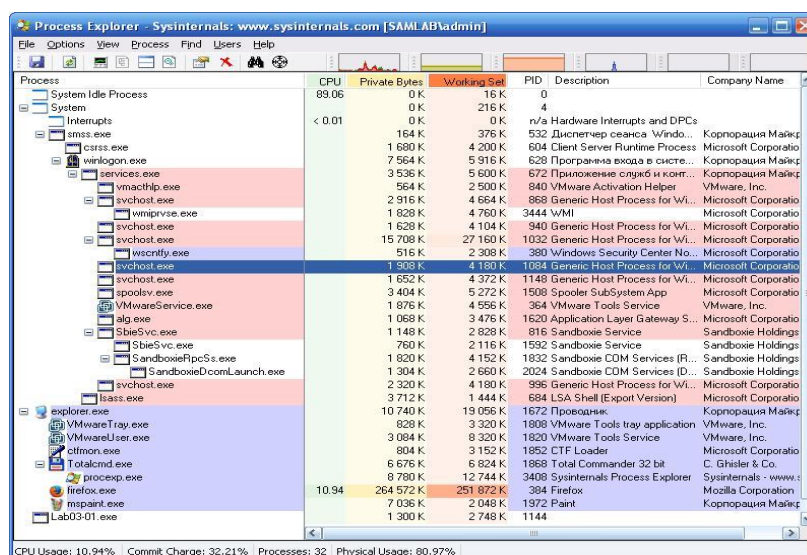 Process Explorer - Sysinternals: www.sysinternals.com [SAMLAB\admin]
File Options View Process Find Users Help
Process CPU Private Bytes Working Set PID Description Company Name
System Idle Process 89.06 0 K 16 K 0
System 0 K 216 K 4
Interrupts < 0.01 0 K 0 K n/a Hardware Interrupts and DPCs
smss.exe 164 K 376 K 532 Диспетчер сеанса Windo... Корпорация Майкр
csrss.exe 1 680 K 4 200 K 604 Client Server Runtime Process Microsoft Corporatio
winlogon.exe 7 564 K 5 916 K 628 Программа входа в систе... Корпорация Майкр
services.exe 3 536 K 5 600 K 672 Приложение служб и конт... Корпорация Майкр
vmacthlp.exe 564 K 2 500 K 840 VMware Activation Helper VMware, Inc.
svchost.exe 2 916 K 4 664 K 868 Generic Host Process for Wi... Microsoft Corporatio
wmiprvse.exe 1 828 K 4 760 K 3444 WMI Microsoft Corporatio
svchost.exe 1 628 K 4 104 K 940 Generic Host Process for Wi... Microsoft Corporatio
svchost.exe 15 708 K 27 160 K 1032 Generic Host Process for Wi... Microsoft Corporatio
wscntfy.exe 516 K 2 308 K 380 Windows Security Center No... Microsoft Corporatio
svchost.exe 1 908 K 4 180 K 1084 Generic Host Process for Wi... Microsoft Corporatio
svchost.exe 1 652 K 4 372 K 1148 Generic Host Process for Wi... Microsoft Corporatio
spoolsv.exe 3 404 K 5 272 K 1508 Spooler SubSystem App Microsoft Corporatio
VMwareService.exe 1 876 K 4 556 K 364 VMware Tools Service VMware, Inc.
alg.exe 1 068 K 3 476 K 1620 Application Layer Gateway S... Microsoft Corporatio
SbieSvc.exe 1 148 K 2 828 K 816 Sandboxie Service Sandboxie Holdings
SbieSvc.exe 760 K 2 116 K 1592 Sandboxie Service Sandboxie Holdings
SandboxieRpcSs.exe 1 820 K 4 152 K 1832 Sandboxie COM Services (R... Sandboxie Holdings
SandboxieDcomLaunch.exe 1 304 K 2 660 K 2024 Sandboxie COM Services (D... Sandboxie Holdings
svchost.exe 2 320 K 4 180 K 996 Generic Host Process for Wi... Microsoft Corporatio
lsass.exe 3 712 K 1 444 K 684 LSA Shell (Export Version) Microsoft Corporatio
explorer.exe 10 740 K 19 056 K 1672 Проводник Корпорация Майкр
VMwareTray.exe 828 K 3 320 K 1808 VMware Tools tray application VMware, Inc.
VMwareUser.exe 3 084 K 8 320 K 1820 VMware Tools Service VMware, Inc.
ctfmon.exe 804 K 3 152 K 1852 CTF Loader Microsoft Corporatio
Totalcmd.exe 6 676 K 6 824 K 1868 Total Commander 32 bit C. Ghisler & Co.
procexp.exe 8 780 K 12 744 K 3408 Sysinternals Process Explorer Sysinternals - www.s
firefox.exe 10.94 264 572 K 251 872 K 384 Firefox Mozilla Corporation
mspaint.exe 7 036 K 2 048 K 1972 Paint Корпорация Майкр
Lab03-01.exe 1 300 K 2 748 K 1144
CPU Usage: 10.94% Commit Charge: 32.21% Processes: 32 Physical Usage: 80.97%